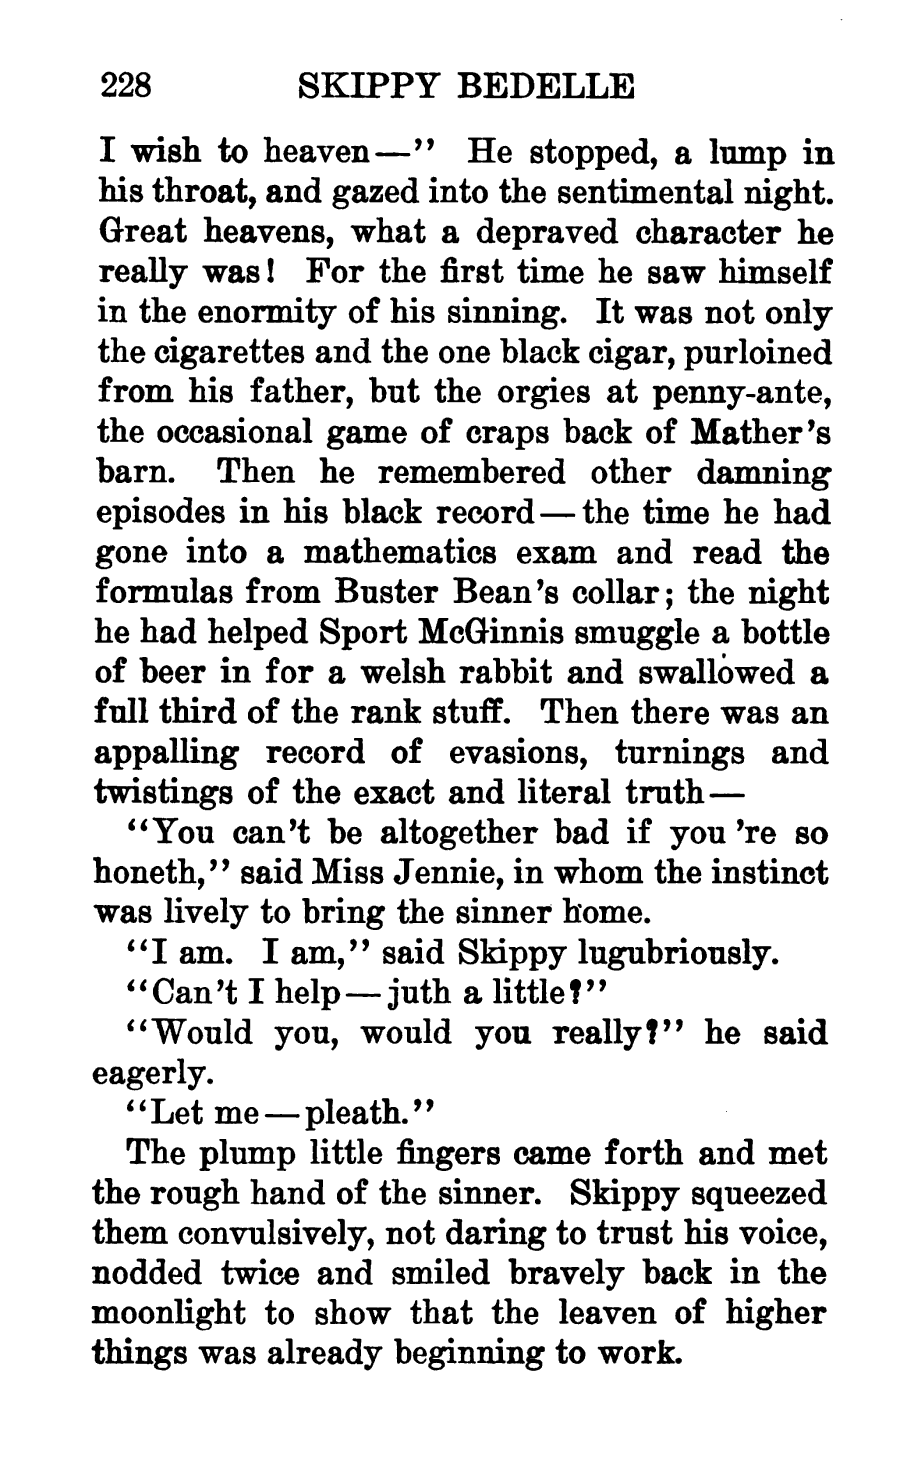 228 SKIPPY BEDELLE
I wish to heaven—" He stopped, a lump in
his throat, and gazed into the sentimental night.
Great heavens, what a depraved character he
really was! For the first time he saw himself
in the enormity of his sinning. It was not only
the cigarettes and the one black cigar, purloined
from his father, but the orgies at penny-ante,
the occasional game of craps back of Mather's
barn. Then he remembered other damning
episodes in his black record—the time he had
gone into a mathematics exam and read the
formulas from Buster Bean's collar; the night
he had helped Sport McGinnis smuggle a bottle
of beer in for a welsh rabbit and swallowed a
full third of the rank stuff. Then there was an
appalling record of evasions, turnings and
twistings of the exact and literal truth—
"You can't be altogether bad if you 're so
honeth," said Miss Jennie, in whom the instinct
was lively to bring the sinner home.
"I am. I am," said Skippy lugubriously.
"Can't I help—juth a little?"
"Would you, would you really?" he said
eagerly.
"Let me—pleath."
The plump little fingers came forth and met
the rough hand of the sinner. Skippy squeezed
them convulsively, not daring to trust his voice,
nodded twice and smiled bravely back in the
moonlight to show that the leaven of higher
things was already beginning to work.